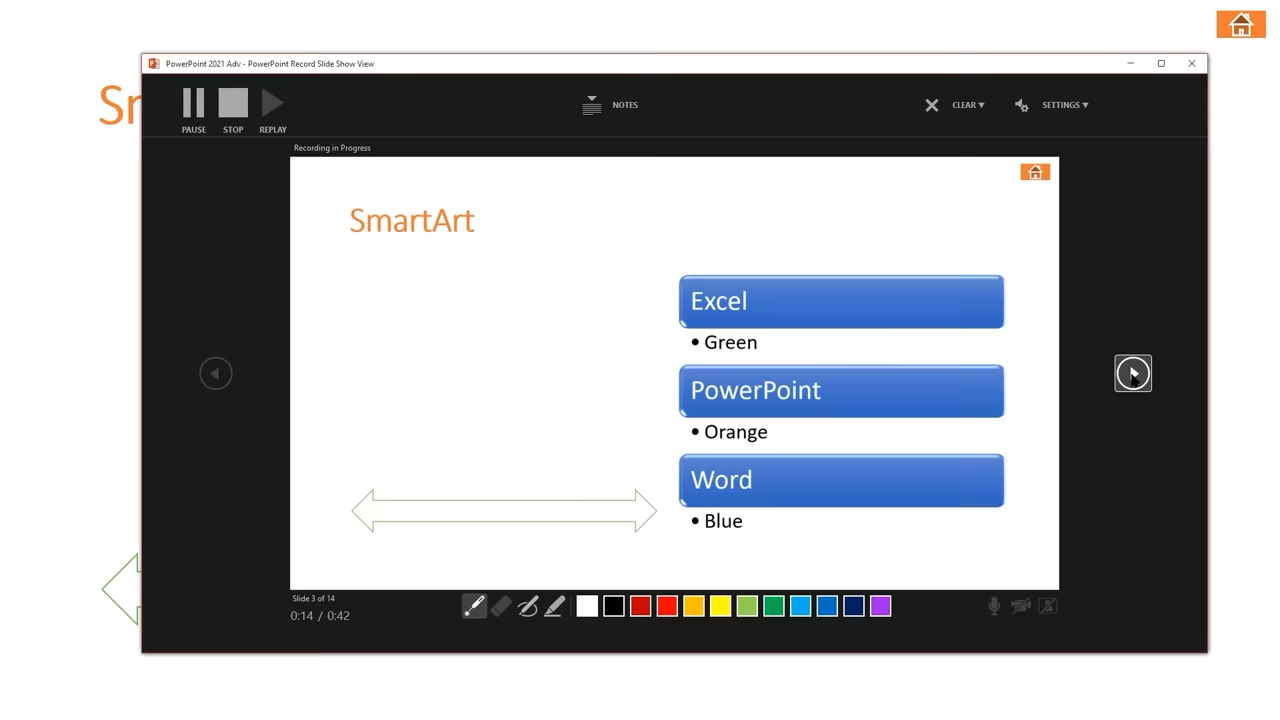 PowerPoint 2021 Adv - PowerPoint Record Slide Show View
Sm
PAUSE STOP REPLAY
NOTES
CLEAR
SETTINGS
Recording in Progress
SmartArt
Excel
• Green
PowerPoint
• Orange
Word
• Blue
Slide 3 of 14
0:14 / 0:42